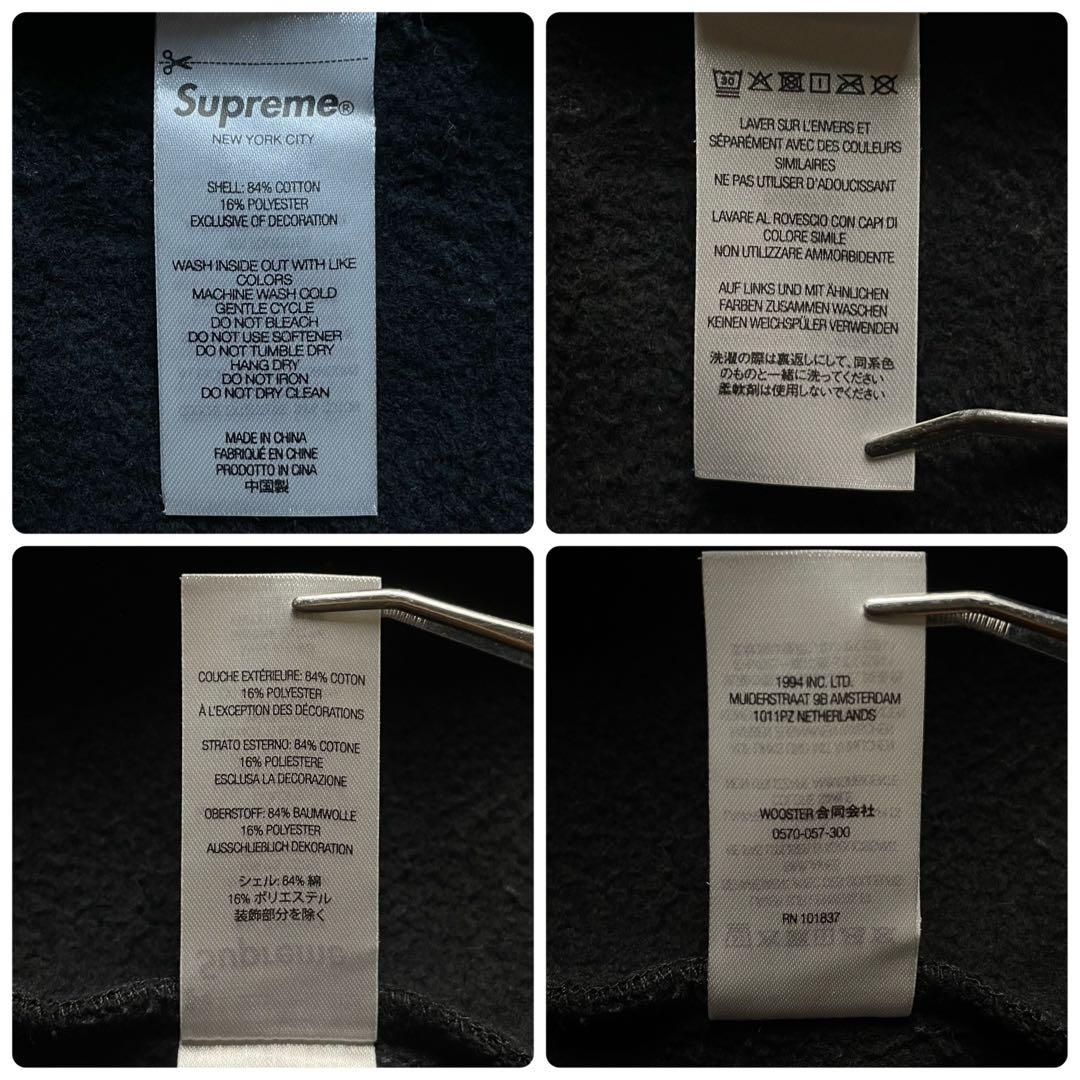 Supreme®
NEW YORK CITY
SHELL: 84% COTTON
16% POLYESTER
EXCLUSIVE OF DECORATION
WASH INSIDE OUT WITH LIKE
COLORS
MACHINE WASH COLD
GENTLE CYCLE
DO NOT BLEACH
DO NOT USE SOFTENER
DO NOT TUMBLE DRY
HANG DRY
DO NOT IRON
DO NOT DRY CLEAN
MADE IN CHINA
FABRIQUÉ EN CHINE
PRODOTTO IN CINA
中国製
30
LAVER SUR L'ENVERS ET
SÉPARÉMENT AVEC DES COULEURS
SIMILAIRES
NE PAS UTILISER D'ADOUCISSANT
LAVARE AL ROVESCIO CON CAPI DI
COLORE SIMILE
NON UTILIZZARE AMMORBIDENTE
AUF LINKS UND MIT ÄHNLICHEN
FARBEN ZUSAMMEN WASCHEN
KEINEN WEICHSPÜLER VERWENDEN
洗濯の際は裏返しにして、同系色
のものと一緒に洗ってください
柔軟剤は使用しないでください
COUCHE EXTÉRIEURE: 84% COTON
16% POLYESTER
À L'EXCEPTION DES DÉCORATIONS
STRATO ESTERNO: 84% COTONE
16% POLIESTERE
ESCLUSA LA DECORAZIONE
OBERSTOFF: 84% BAUMWOLLE
16% POLYESTER
AUSSCHLIEßLICH DEKORATION
シェル: 84% 綿
16% ポリエステル
装飾部分を除く
1994 INC. LTD.
MUIDERSTRAAT 9B AMSTERDAM
1011PZ NETHERLANDS
WOOSTER 合同会社
0570-057-300
RN 101837